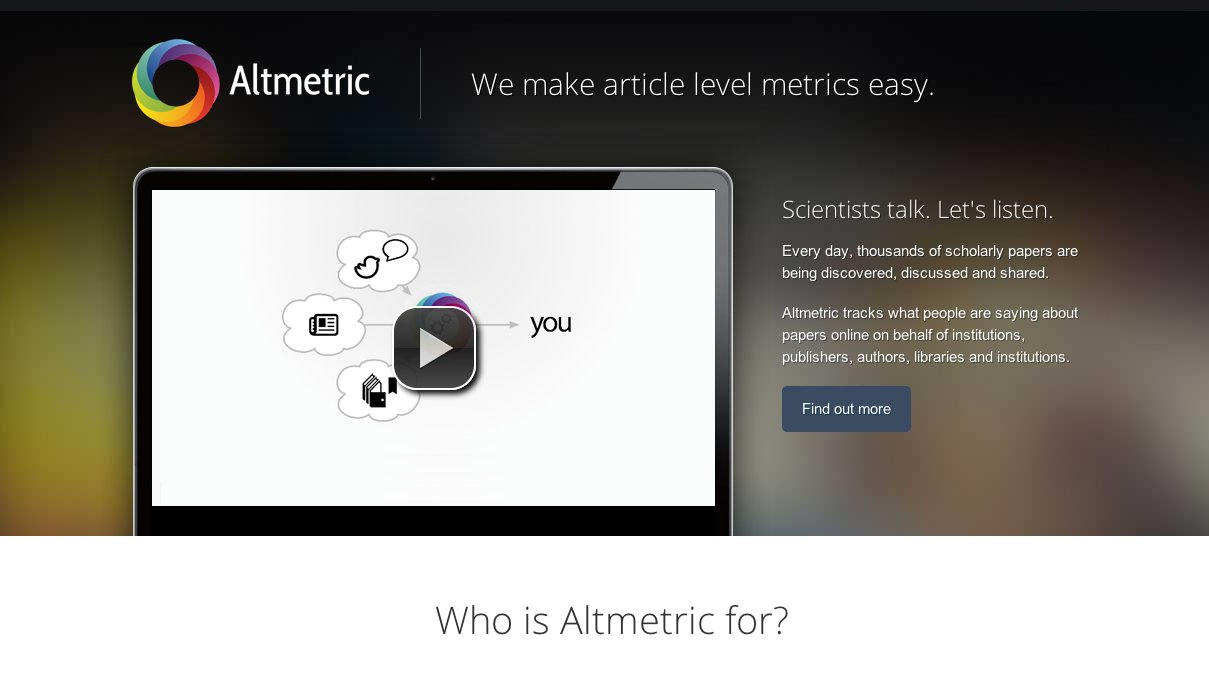 Altmetric
We make article level metrics easy.
you
Scientists talk. Let's listen.
Every day, thousands of scholarly papers are
being discovered, discussed and shared.
Altmetric tracks what people are saying about
papers online on behalf of institutions,
publishers, authors, libraries and institutions.
Find out more
Who is Altmetric for?